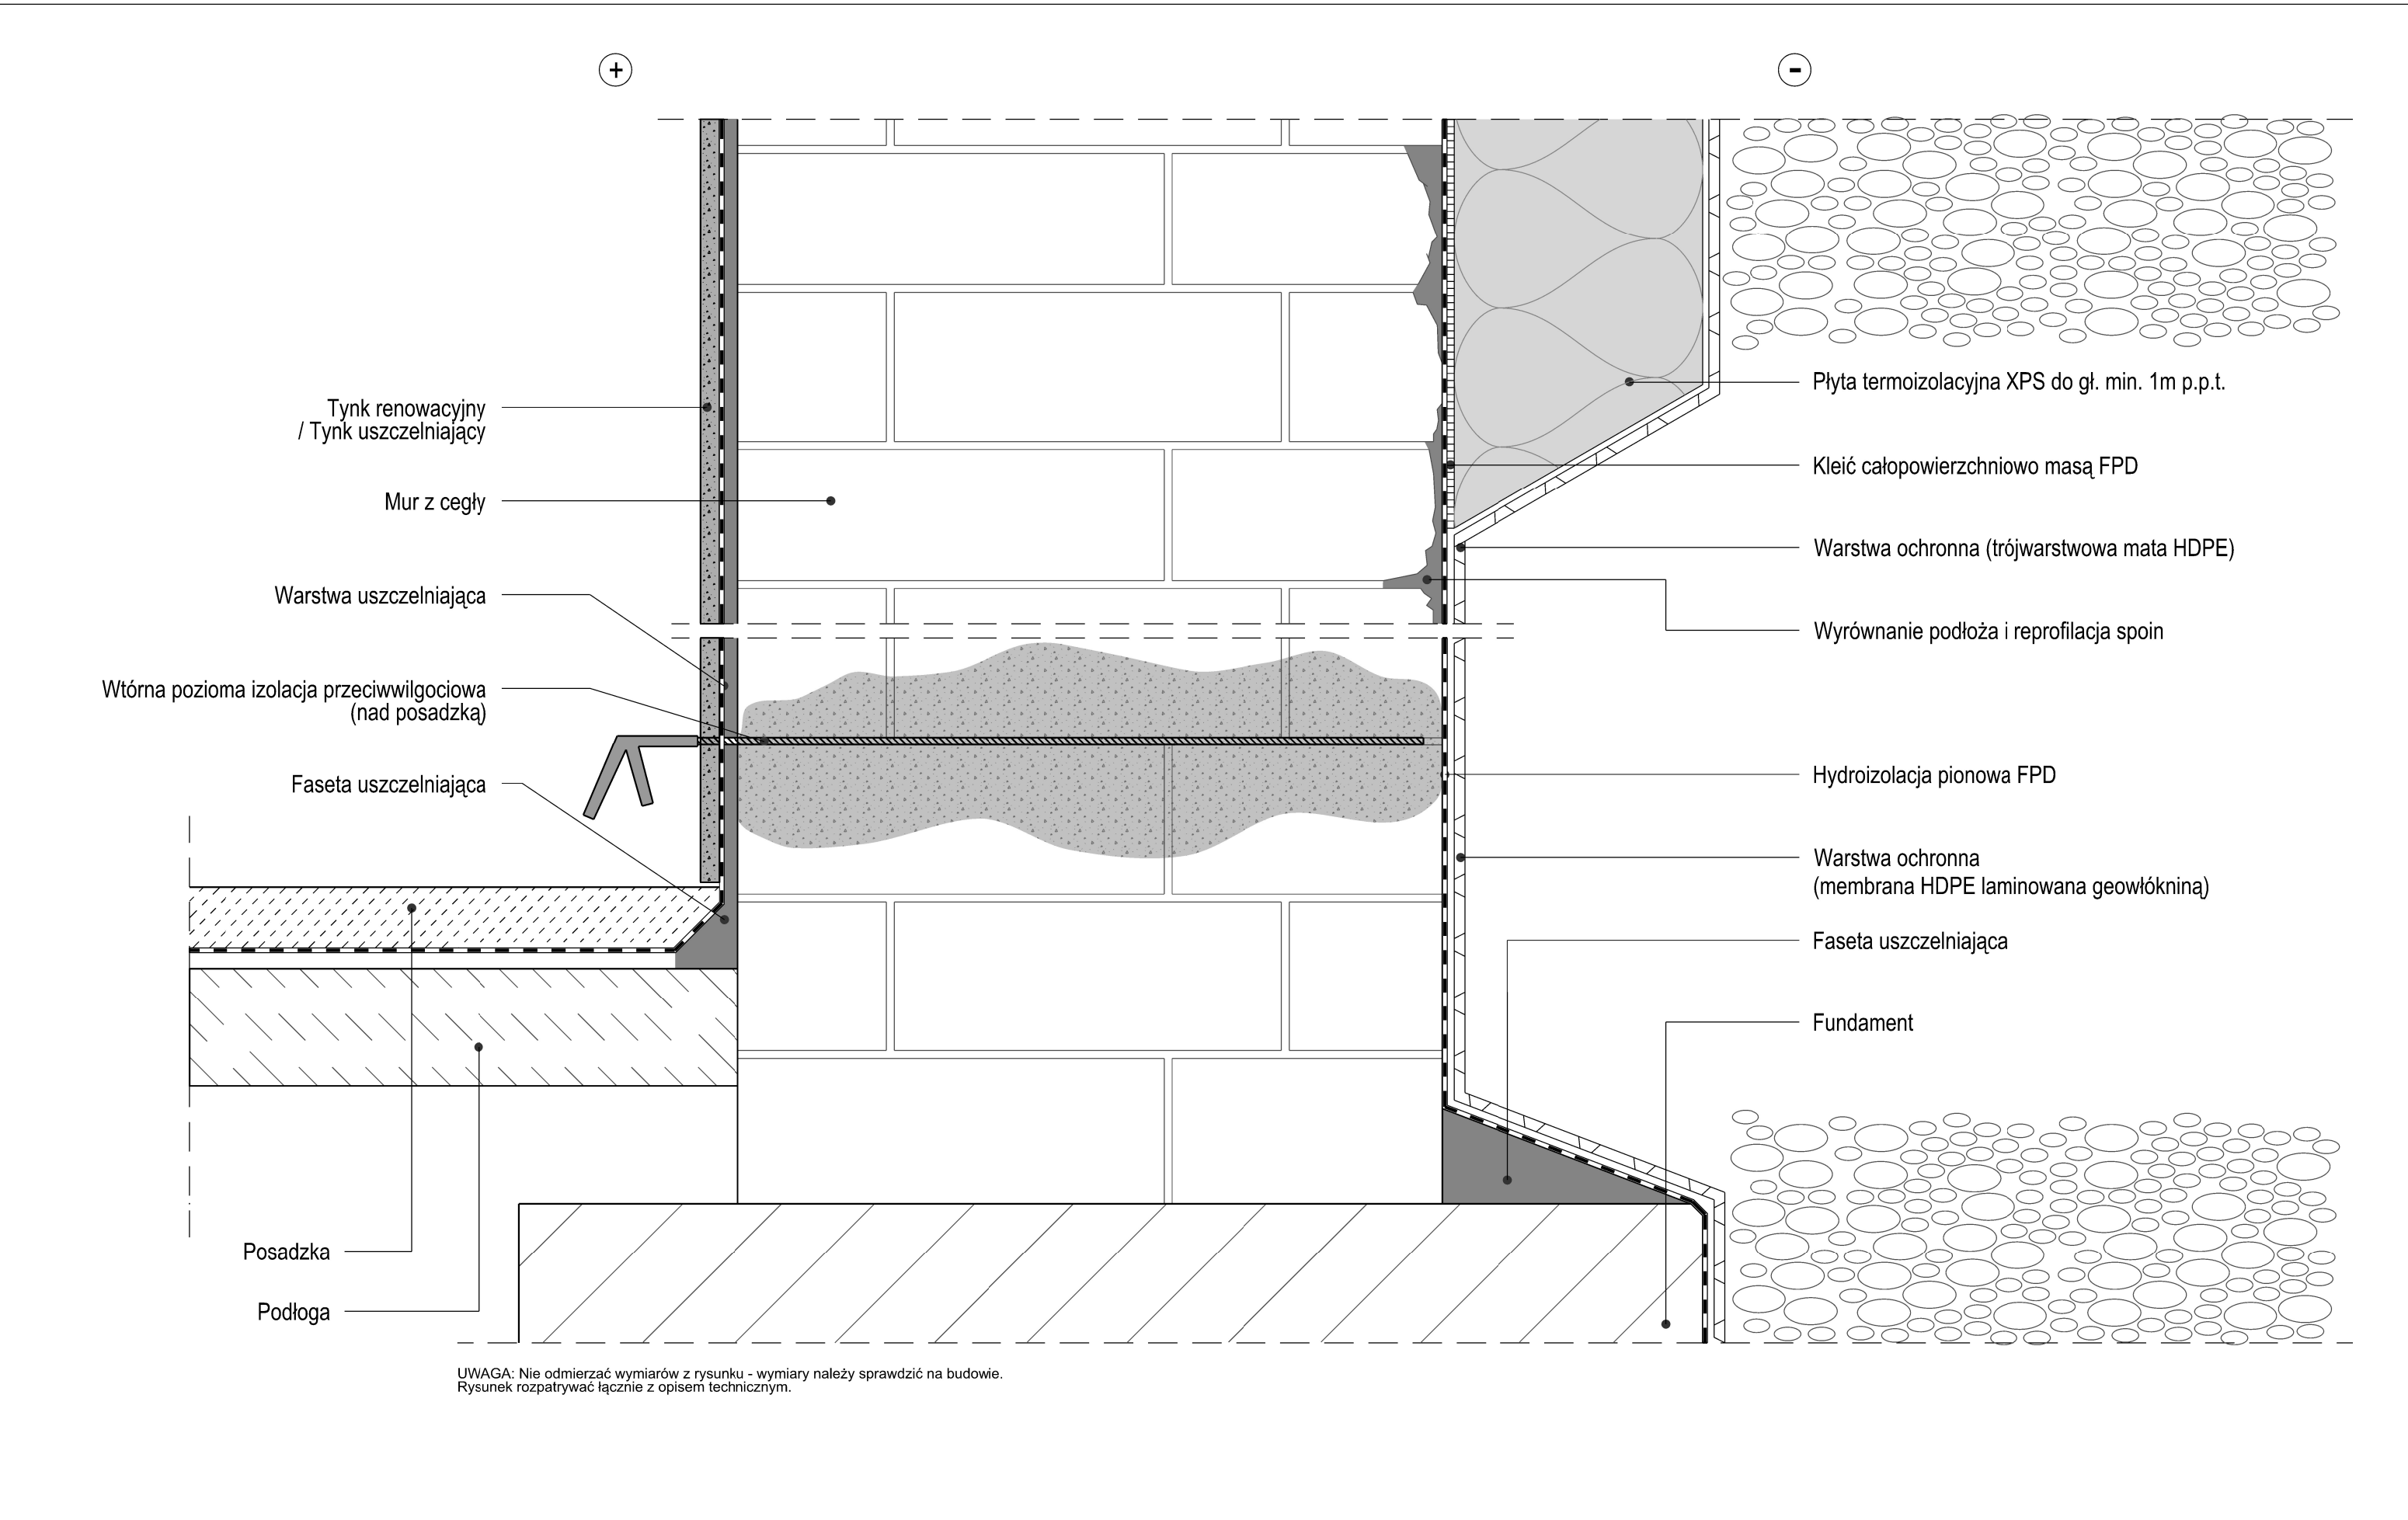 +
-
Tynk renowacyjny
/ Tynk uszczelniający
Mur z cegły
Warstwa uszczelniająca
Wtórna pozioma izolacja przeciwwilgociowa
(nad posadzką)
Faseta uszczelniająca
Posadzka
Podłoga
Płyta termoizolacyjna XPS do gł. min. 1m p.p.t.
Kleić całopowierzchniowo masą FPD
Warstwa ochronna (trójwarstwowa mata HDPE)
Wyrównanie podłoża i reprofilacja spoin
Hydroizolacja pionowa FPD
Warstwa ochronna
(membrana HDPE laminowana geowłókniną)
Faseta uszczelniająca
Fundament
UWAGA: Nie odmierzać wymiarów z rysunku - wymiary należy sprawdzić na budowie.
Rysunek rozpatrywać łącznie z opisem technicznym.